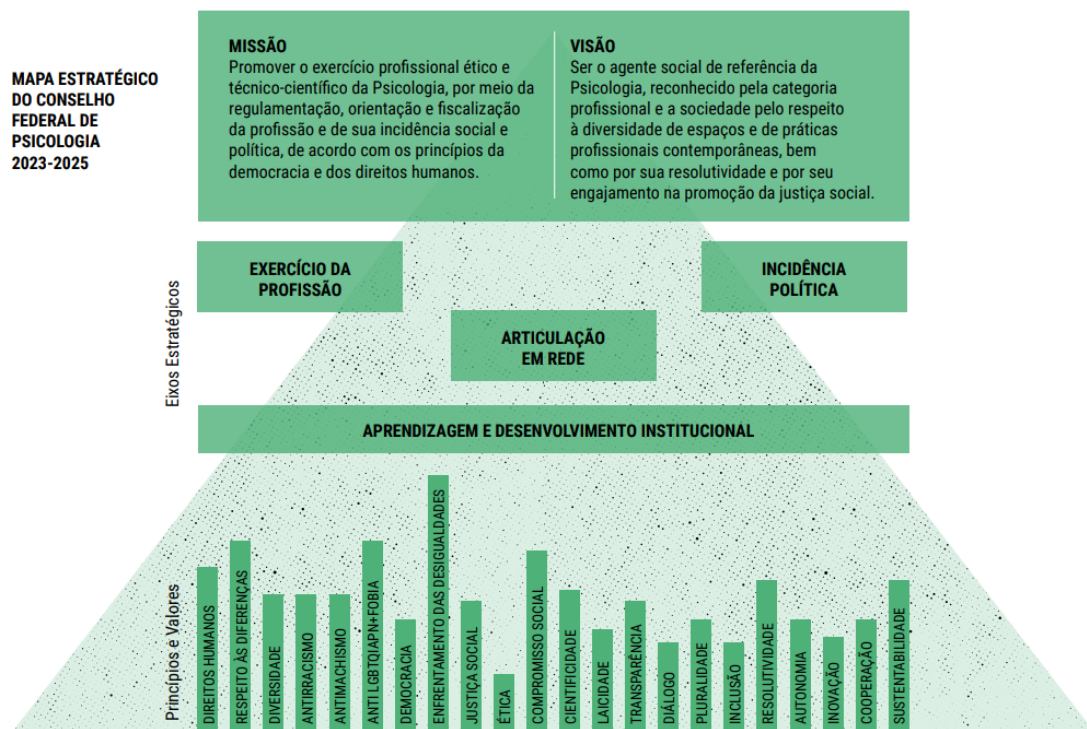 MAPA ESTRATÉGICO
DO CONSELHO
FEDERAL DE
PSICOLOGIA
2023-2025
MISSÃO
Promover o exercício profissional ético e
técnico-científico da Psicologia, por meio da
regulamentação, orientação e fiscalização
da profissão e de sua incidência social e
política, de acordo com os princípios da
democracia e dos direitos humanos.
VISÃO
Ser o agente social de referência da
Psicologia, reconhecido pela categoria
profissional e a sociedade pelo respeito
à diversidade de espaços e de práticas
profissionais contemporâneas, bem
como por sua resolutividade e por seu
engajamento na promoção da justiça social.
Eixos Estratégicos
EXERCÍCIO DA
PROFISSÃO
INCIDÊNCIA
POLÍTICA
ARTICULAÇÃO
EM REDE
APRENDIZAGEM E DESENVOLVIMENTO INSTITUCIONAL
Princípios e Valores
DIREITOS HUMANOS
RESPEITO ÀS DIFERENÇAS
DIVERSIDADE
ANTIRRACISMO
ANTIMACHISMO
ANTI LGBTQIAPN+FOBIA
DEMOCRACIA
ENFRENTAMENTO DAS DESIGUALDADES
JUSTIÇA SOCIAL
ÉTICA
COMPROMISSO SOCIAL
CIENTIFICIDADE
LAICIDADE
TRANSPARÊNCIA
DIÁLOGO
PLURALIDADE
INCLUSÃO
RESOLUTIVIDADE
AUTONOMIA
INOVAÇÃO
COOPERAÇÃO
SUSTENTABILIDADE